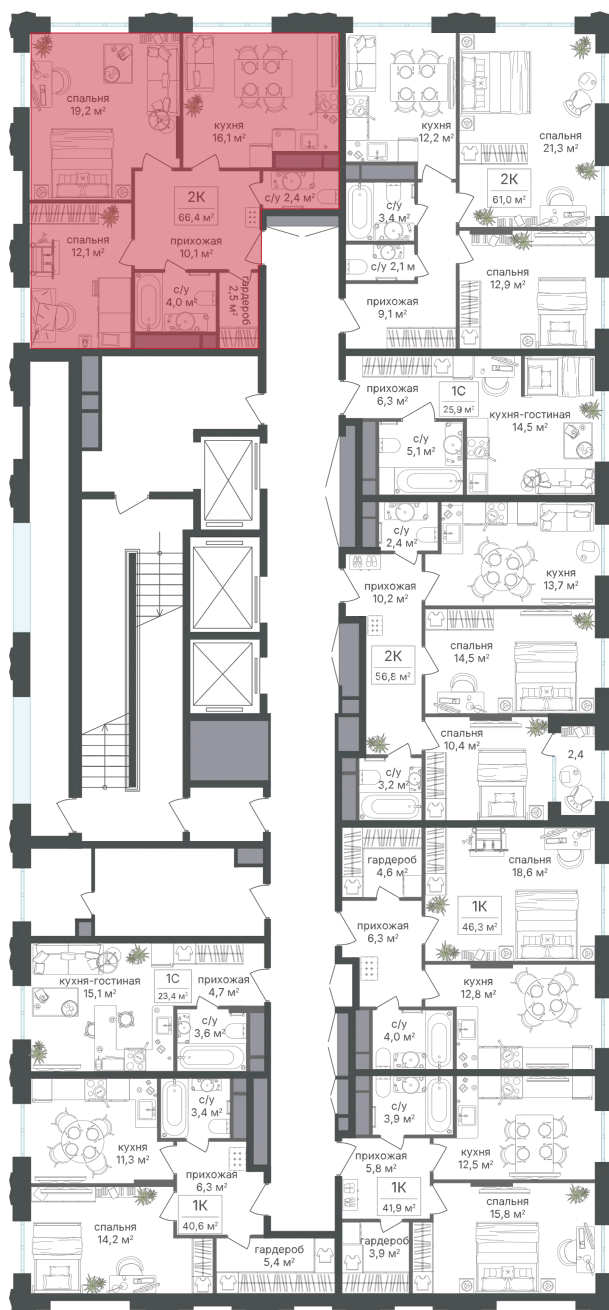 спальня
19,2 м²
кухня
16,1 м²
2К
66,4 м²
с/у 2,4 м²
спальня
12,1 м²
прихожая
10,1 м²
с/у
4,0 м²
гардероб
2,5 м²
кухня
12,2 м²
спальня
21,3 м²
2К
61,0 м²
с/у
3,4 м²
с/у 2,1 м
спальня
12,9 м²
прихожая
9,1 м²
прихожая
6,3 м²
1С
25,9 м²
кухня-гостиная
14,5 м²
с/у
5,1 м²
с/у
2,4 м²
кухня
13,7 м²
прихожая
10,2 м²
2К
56,8 м²
спальня
14,5 м²
спальня
10,4 м²
2,4
с/у
3,2 м²
гардероб
4,6 м²
спальня
18,6 м²
1К
46,3 м²
прихожая
6,3 м²
кухня
12,8 м²
с/у
4,0 м²
кухня-гостиная
15,1 м²
1С
23,4 м²
прихожая
4,7 м²
с/у
3,6 м²
с/у
3,4 м²
кухня
11,3 м²
прихожая
6,3 м²
1К
40,6 м²
спальня
14,2 м²
гардероб
5,4 м²
с/у
3,9 м²
кухня
12,5 м²
прихожая
5,8 м²
1К
41,9 м²
спальня
15,8 м²
гардероб
3,9 м²